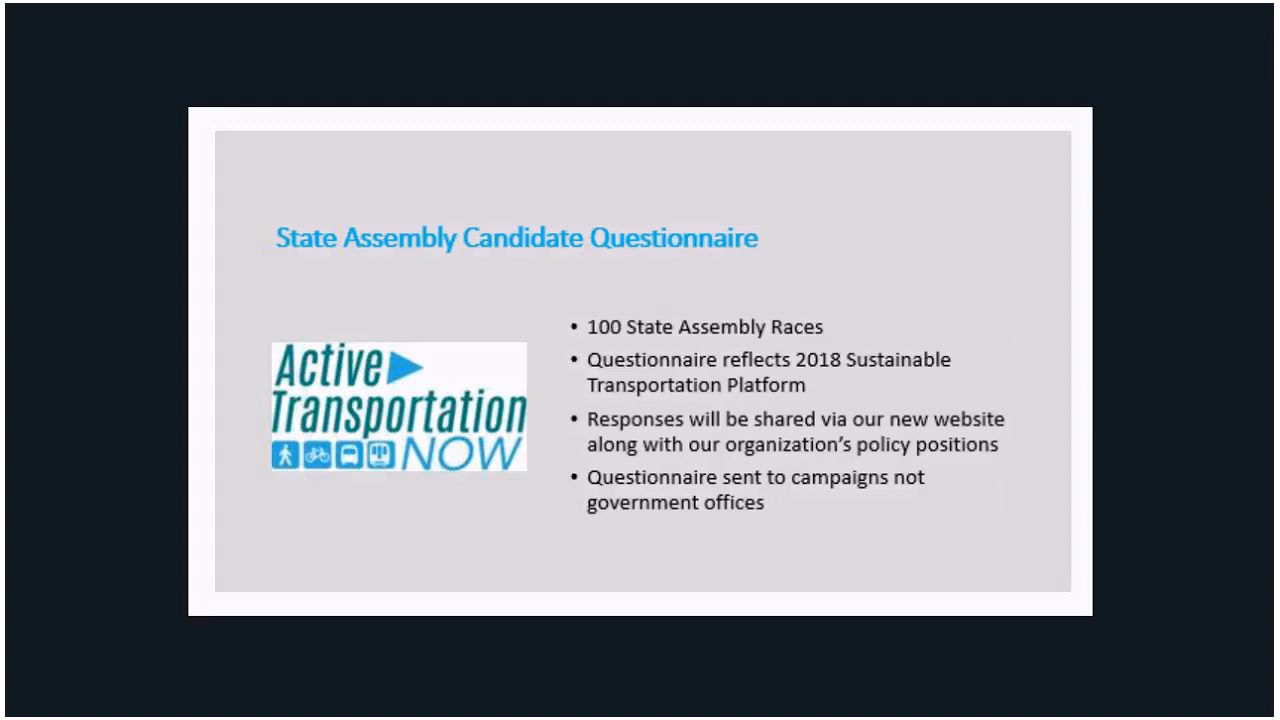 State Assembly Candidate Questionnaire
Active
Transportation
NOW
• 100 State Assembly Races
• Questionnaire reflects 2018 Sustainable
Transportation Platform
• Responses will be shared via our new website
along with our organization's policy positions
• Questionnaire sent to campaigns not
government offices